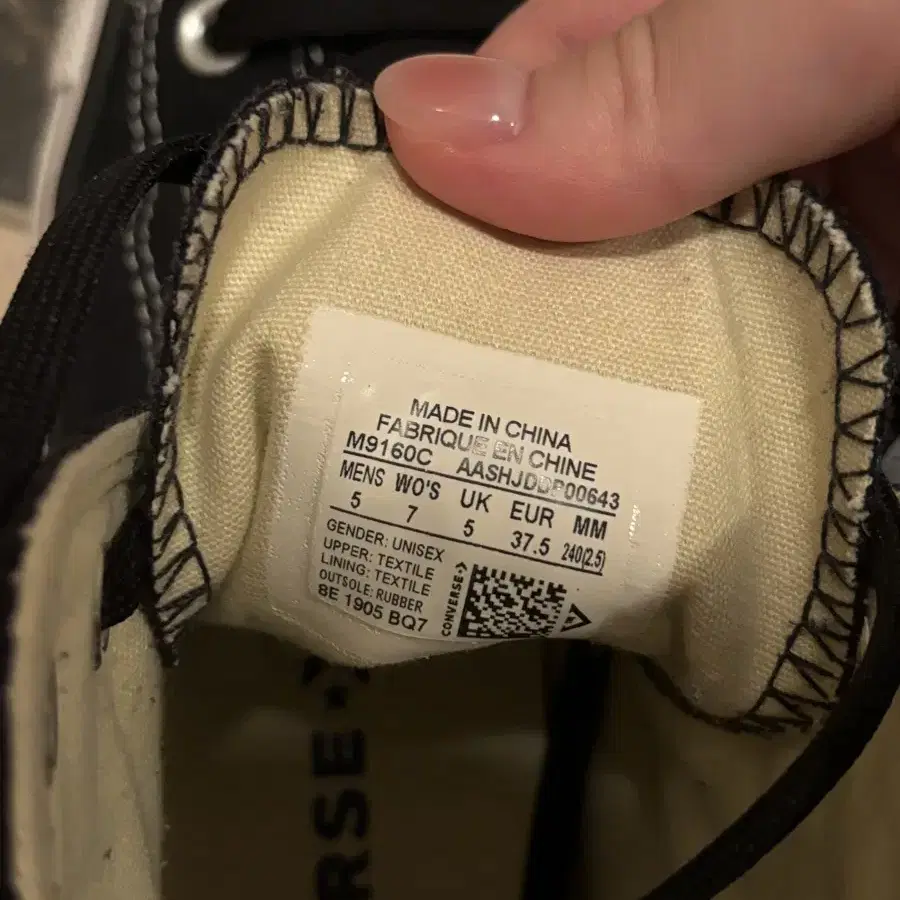 MADE IN CHINA
FABRIQUE EN CHINE
M9160C
MENS WO'S UK EUR MM
5 7 5 37.5 240(2.5)
GENDER: UNISEX
UPPER: TEXTILE
LINING: TEXTILE
OUTSOLE: RUBBER
8E 1905 BQ7
CONVERSE
RSE